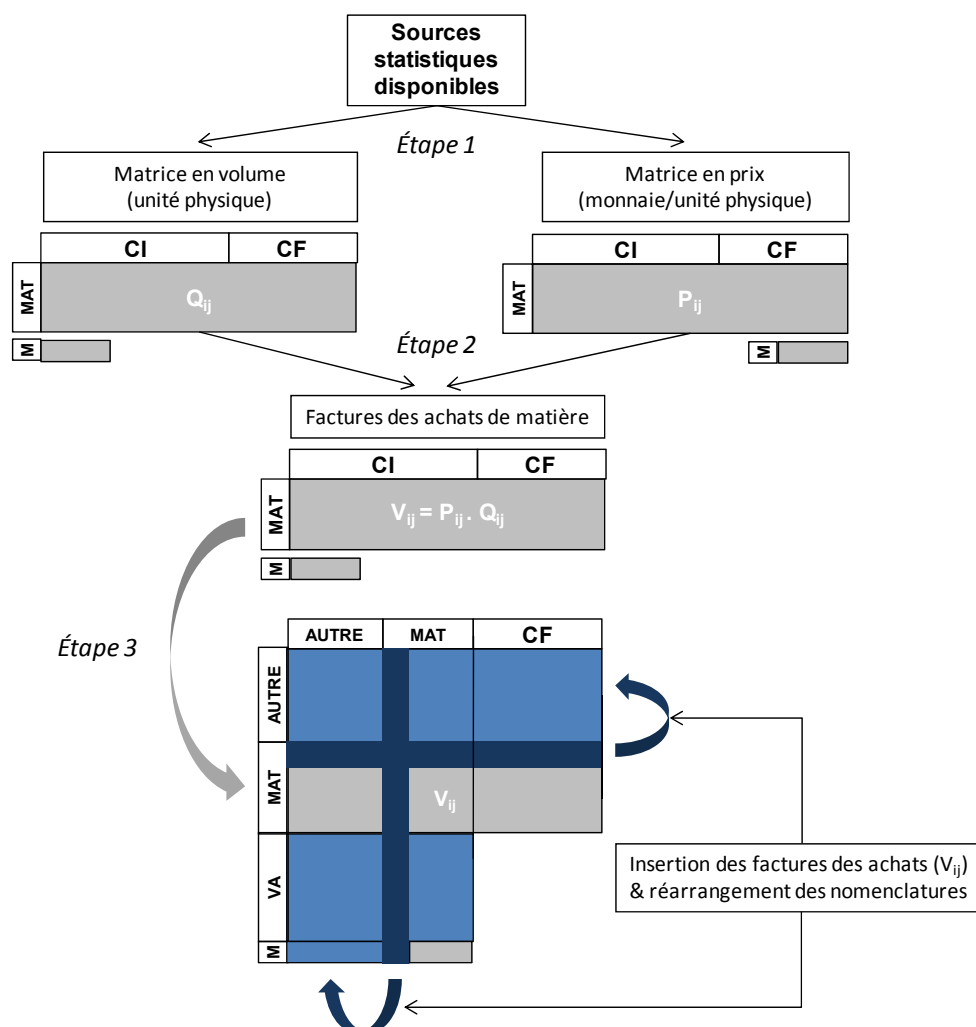 Sources
statistiques
disponibles
Étape 1
Matrice en volume
(unité physique)
Matrice en prix
(monnaie/unité physique)
CI CF
CI CF
MAT
Qij
MAT
Pij
M
M
Étape 2
Factures des achats de matière
CI CF
MAT
Vij = Pij . Qij
M
Étape 3
AUTRE MAT CF
AUTRE
MAT
Vij
VA
M
Insertion des factures des achats (Vij)
& réarrangement des nomenclatures